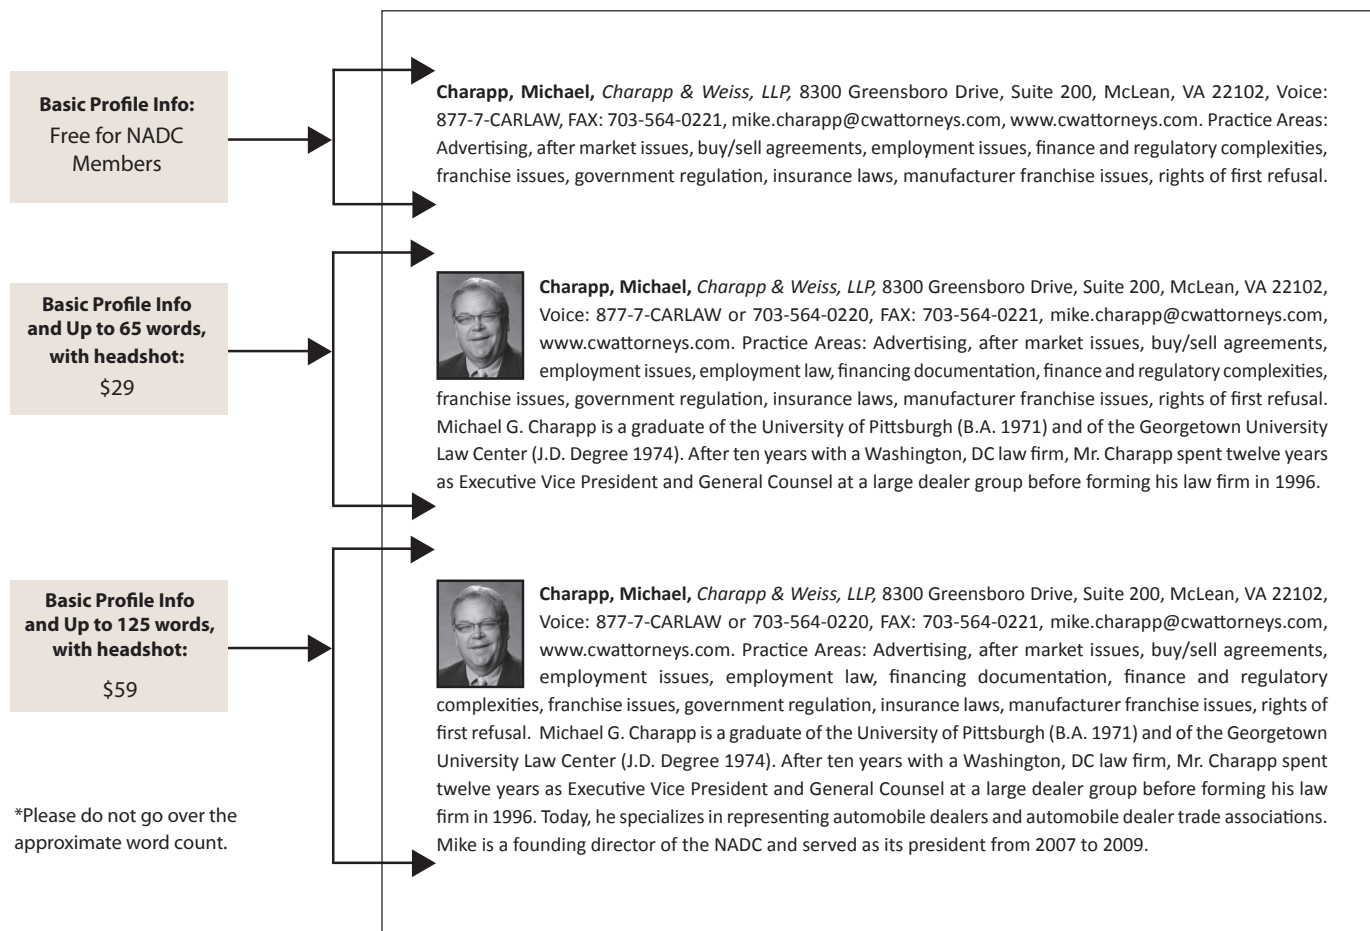 Basic Profile Info:
Free for NADC
Members
Charapp, Michael, Charapp & Weiss, LLP, 8300 Greensboro Drive, Suite 200, McLean, VA 22102, Voice:
877-7-CARLAW, FAX: 703-564-0221, mike.charapp@cwattorneys.com, www.cwattorneys.com. Practice Areas:
Advertising, after market issues, buy/sell agreements, employment issues, finance and regulatory complexities,
franchise issues, government regulation, insurance laws, manufacturer franchise issues, rights of first refusal.
Basic Profile Info
and Up to 65 words,
with headshot:
$29
Charapp, Michael, Charapp & Weiss, LLP, 8300 Greensboro Drive, Suite 200, McLean, VA 22102,
Voice: 877-7-CARLAW or 703-564-0220, FAX: 703-564-0221, mike.charapp@cwattorneys.com,
www.cwattorneys.com. Practice Areas: Advertising, after market issues, buy/sell agreements,
employment issues, employment law, financing documentation, finance and regulatory complexities,
franchise issues, government regulation, insurance laws, manufacturer franchise issues, rights of first refusal.
Michael G. Charapp is a graduate of the University of Pittsburgh (B.A. 1971) and of the Georgetown University
Law Center (J.D. Degree 1974). After ten years with a Washington, DC law firm, Mr. Charapp spent twelve years
as Executive Vice President and General Counsel at a large dealer group before forming his law firm in 1996.
Basic Profile Info
and Up to 125 words,
with headshot:
$59
Charapp, Michael, Charapp & Weiss, LLP, 8300 Greensboro Drive, Suite 200, McLean, VA 22102,
Voice: 877-7-CARLAW or 703-564-0220, FAX: 703-564-0221, mike.charapp@cwattorneys.com,
www.cwattorneys.com. Practice Areas: Advertising, after market issues, buy/sell agreements,
employment issues, employment law, financing documentation, finance and regulatory
complexities, franchise issues, government regulation, insurance laws, manufacturer franchise issues, rights of
first refusal. Michael G. Charapp is a graduate of the University of Pittsburgh (B.A. 1971) and of the Georgetown
University Law Center (J.D. Degree 1974). After ten years with a Washington, DC law firm, Mr. Charapp spent
twelve years as Executive Vice President and General Counsel at a large dealer group before forming his law
firm in 1996. Today, he specializes in representing automobile dealers and automobile dealer trade associations.
Mike is a founding director of the NADC and served as its president from 2007 to 2009.
*Please do not go over the
approximate word count.